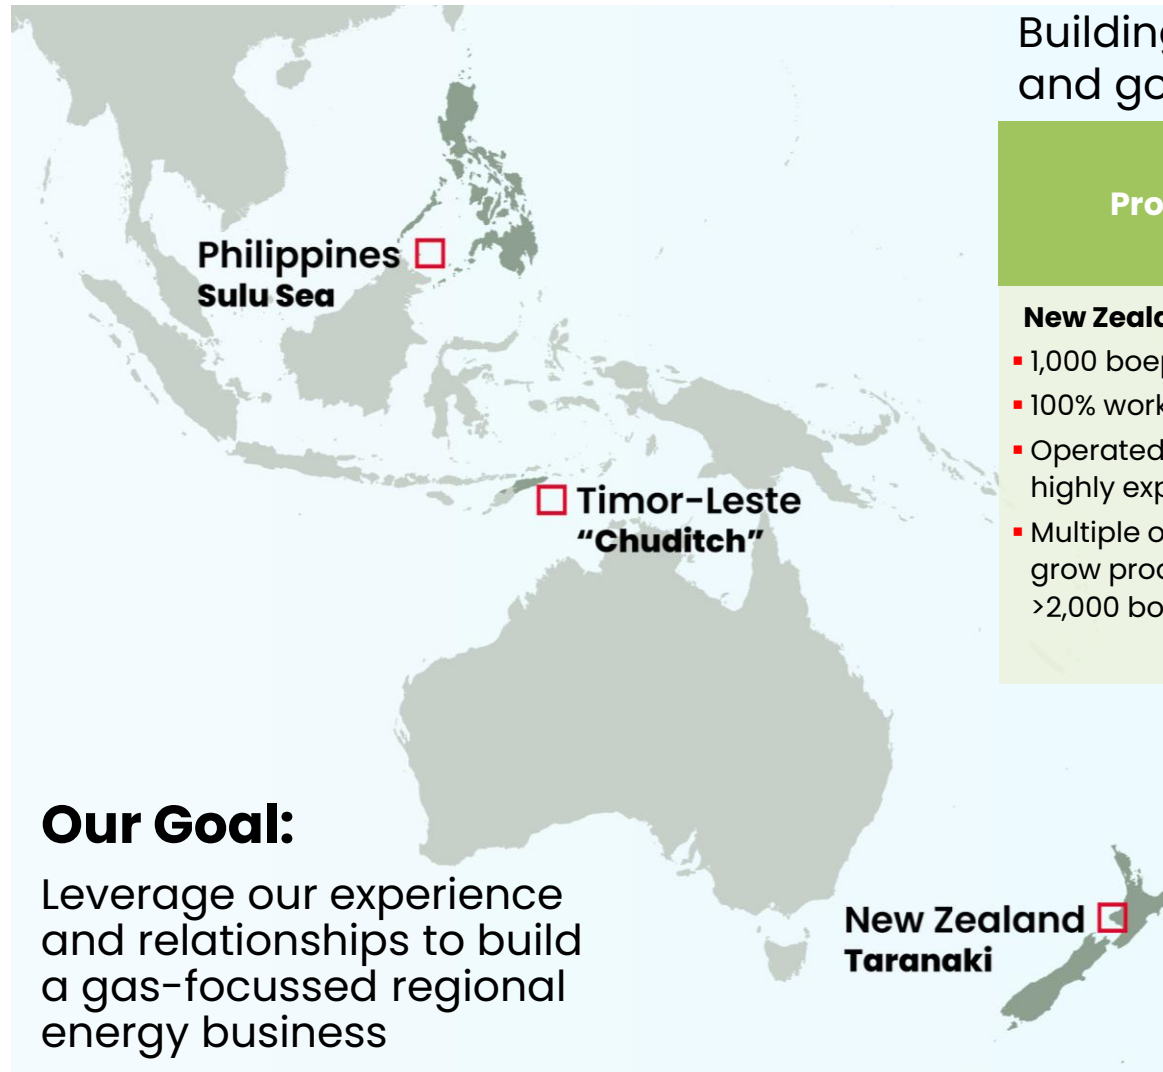 Building
and go
Pro
Philippines
Sulu Sea
New Zeala
▪ 1,000 boep
▪ 100% work
▪ Operated
highly exp
▪ Multiple o
grow prod
>2,000 bo
Timor-Leste
“Chuditch”
Our Goal:
Leverage our experience
and relationships to build
a gas-focussed regional
energy business
New Zealand
Taranaki